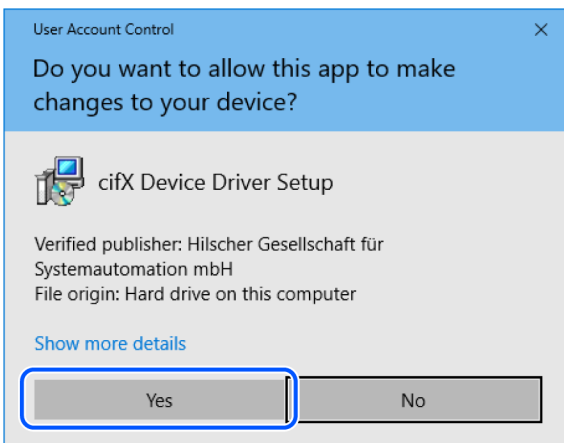 User Account Control
Do you want to allow this app to make
changes to your device?
cifX Device Driver Setup
Verified publisher: Hilscher Gesellschaft für
Systemautomation mbH
File origin: Hard drive on this computer
Show more details
Yes No